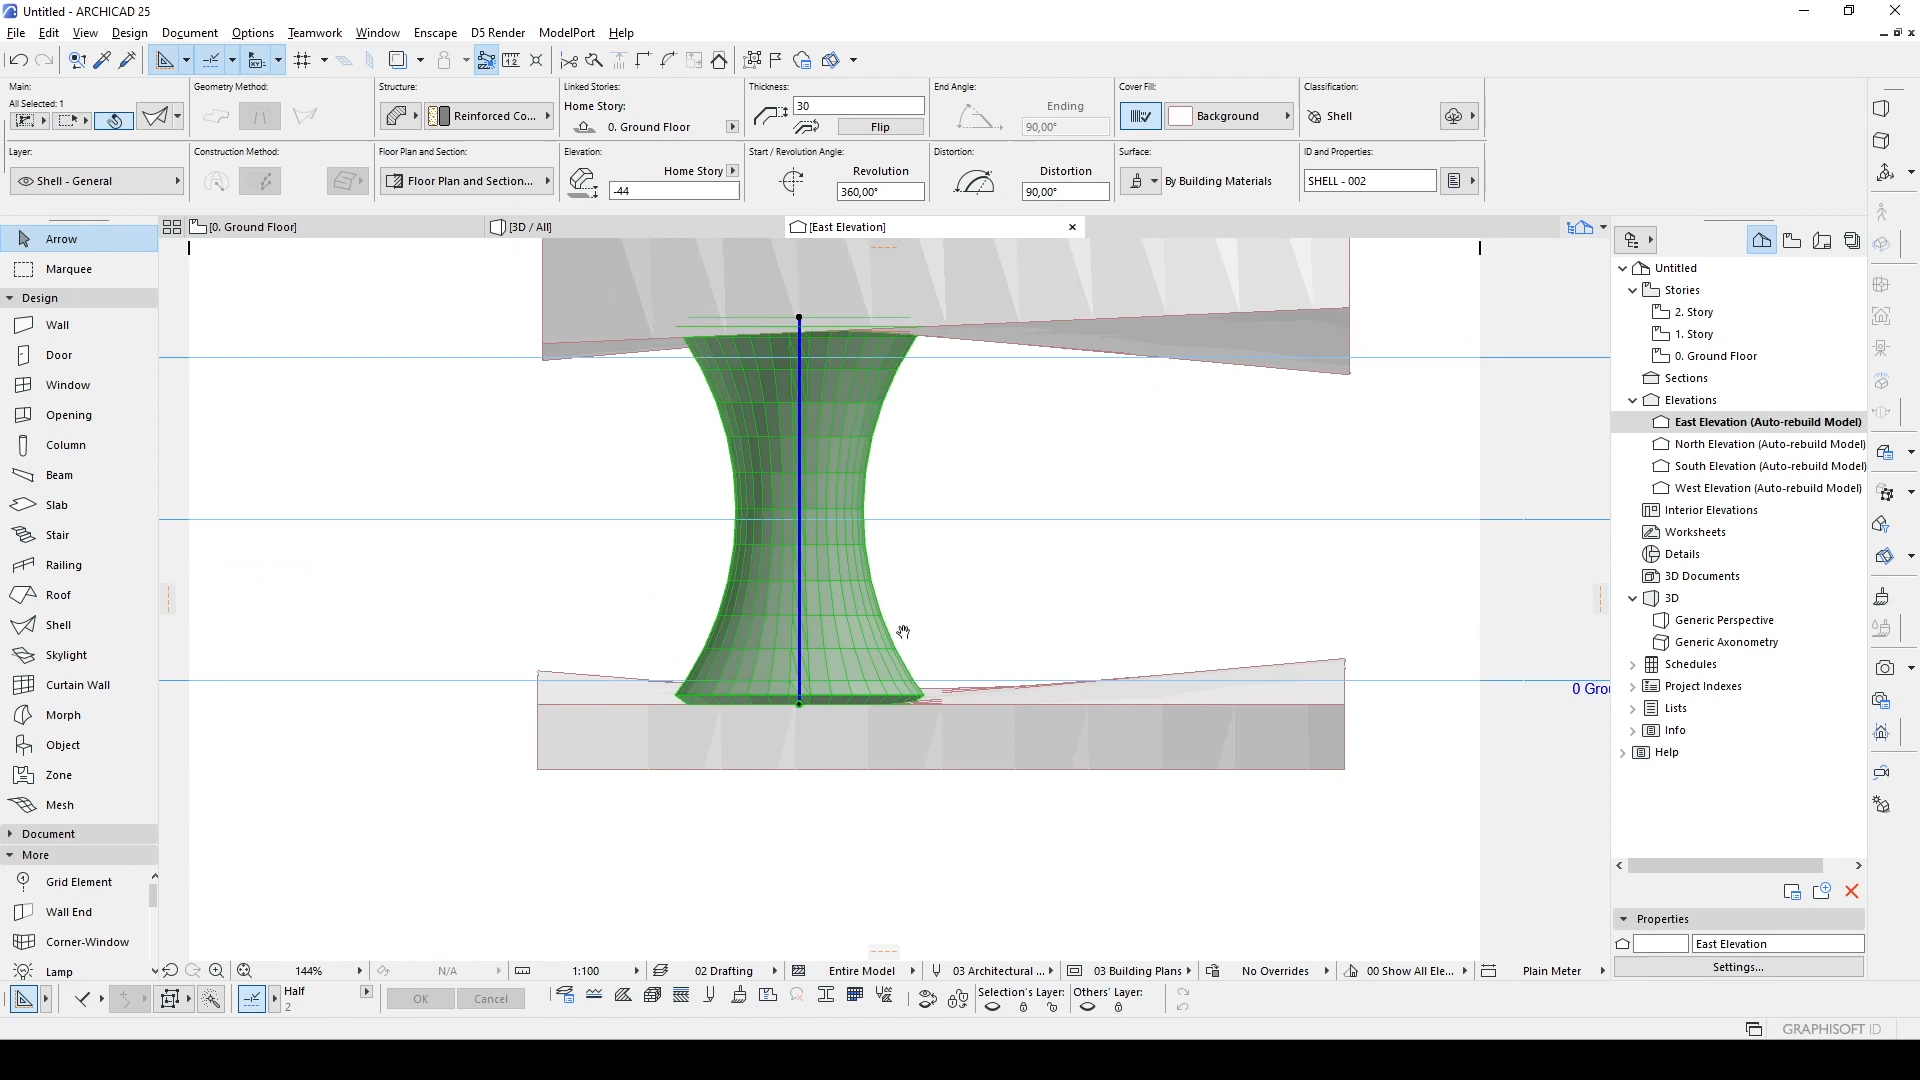 Untitled - ARCHICAD 25
File Edit View Design Document Options Teamwork Window Enscape D5 Render ModelPort Help
Main: Geometry Method: Structure: Linked Stories: Thickness: End Angle: Cover Fill: Classification:
All Selected: 1 Home Story: 30 Ending
Reinforced Co... 0. Ground Floor Flip 90,00° Background Shell
Layer: Construction Method: Floor Plan and Section: Elevation: Start / Revolution Angle: Distortion: Surface: ID and Properties:
Home Story Revolution Distortion
Shell - General Floor Plan and Section... -44 360,00° 90,00° By Building Materials SHELL - 002
[0. Ground Floor] [3D / All] [East Elevation]
Arrow
Marquee
Design
Wall
Door
Window
Opening
Column
Beam
Slab
Stair
Railing
Roof
Shell
Skylight
Curtain Wall
Morph
Object
Zone
Mesh
Document
More
Grid Element
Wall End
Corner-Window
Lamp
0 Grou
Untitled
Stories
2. Story
1. Story
0. Ground Floor
Sections
Elevations
East Elevation (Auto-rebuild Model)
North Elevation (Auto-rebuild Model)
South Elevation (Auto-rebuild Model)
West Elevation (Auto-rebuild Model)
Interior Elevations
Worksheets
Details
3D Documents
3D
Generic Perspective
Generic Axonometry
Schedules
Project Indexes
Lists
Info
Help
Properties
East Elevation
Settings...
144% N/A 1:100 02 Drafting Entire Model 03 Architectural ... 03 Building Plans No Overrides 00 Show All Ele... Plain Meter
Half
2
OK Cancel
Selection's Layer: Others' Layer:
GRAPHISOFT ID